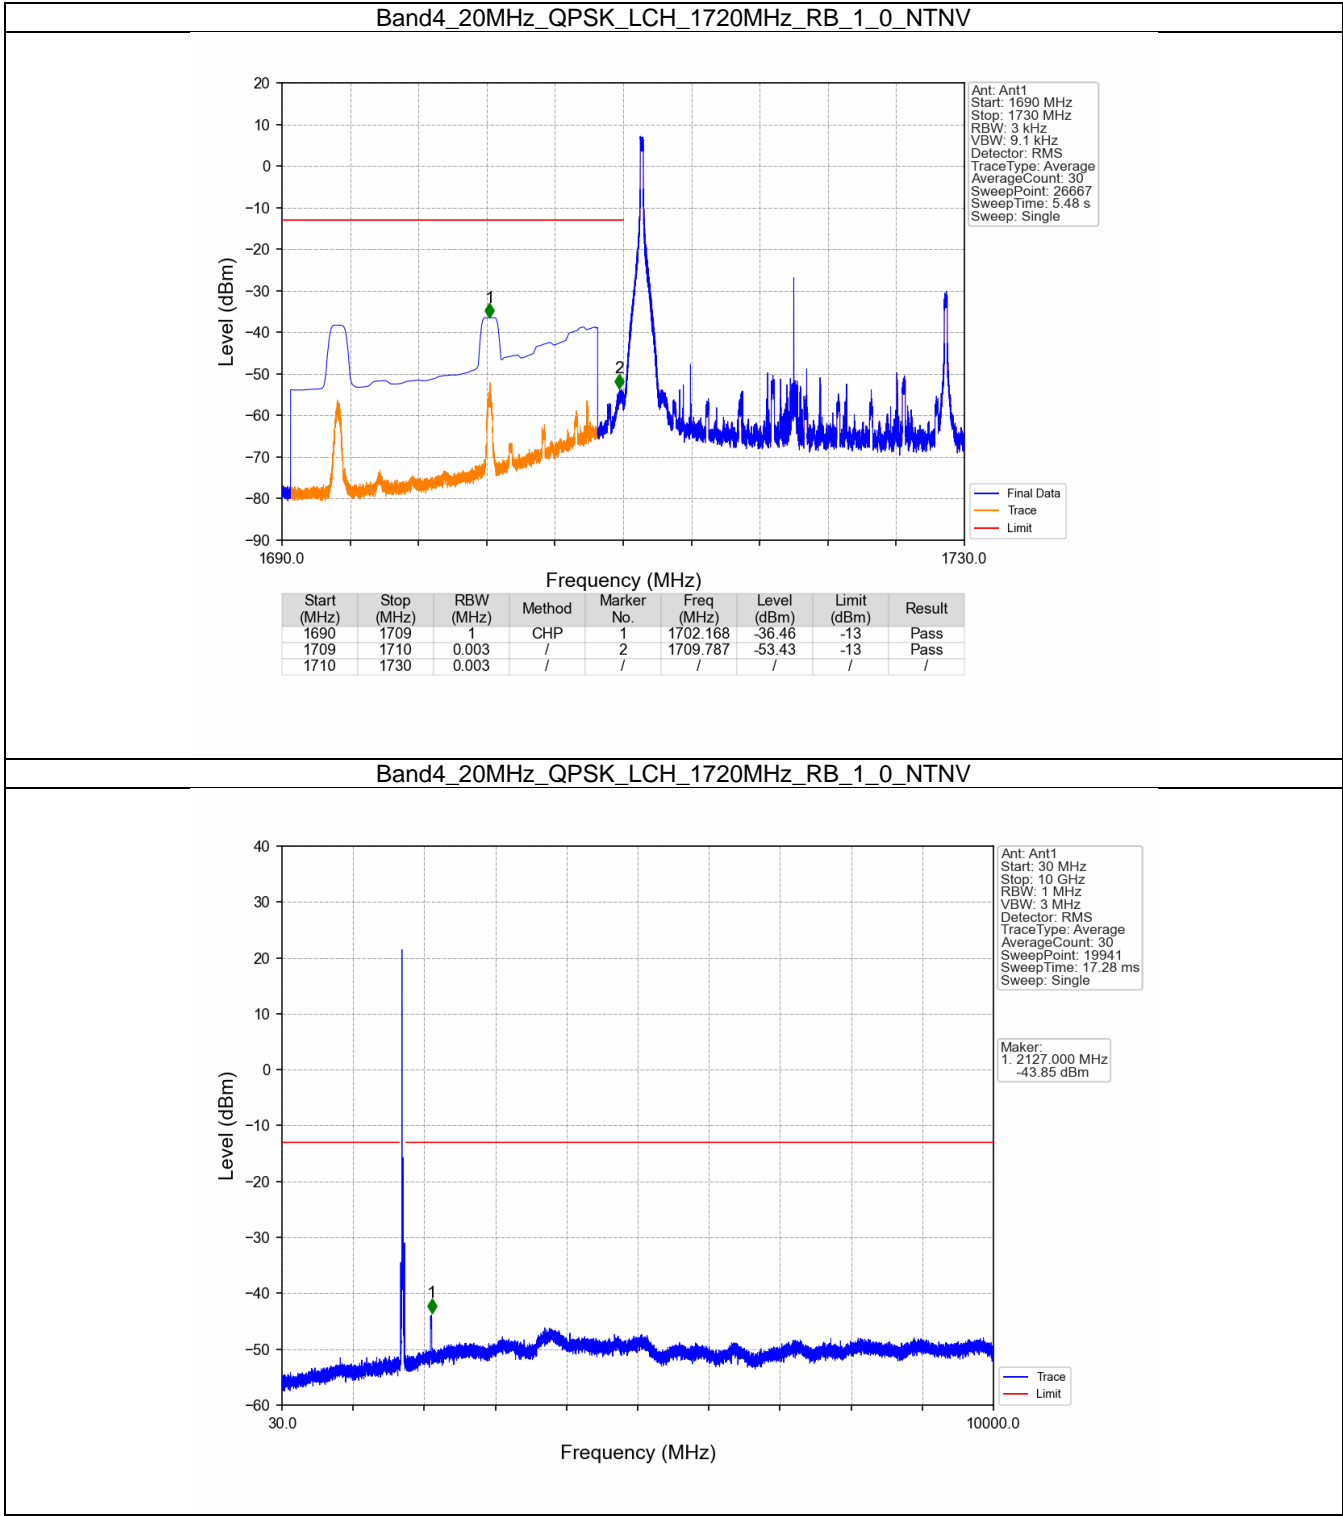 Band4_20MHz_QPSK_LCH_1720MHz_RB_1_0_NTNV
20
10
0
−10
−20
−30
−40
−50
−60
−70
−80
−90
Level (dBm)
1
2
1690.0
1730.0
Frequency (MHz)
Ant: Ant1
Start: 1690 MHz
Stop: 1730 MHz
RBW: 3 kHz
VBW: 9.1 kHz
Detector: RMS
TraceType: Average
AverageCount: 30
SweepPoint: 26667
SweepTime: 5.48 s
Sweep: Single
Final Data
Trace
Limit
Start (MHz) Stop (MHz) RBW (MHz) Method Marker No. Freq (MHz) Level (dBm) Limit (dBm) Result
1690 1709 1 CHP 1 1702.168 -36.46 -13 Pass
1709 1710 0.003 / 2 1709.787 -53.43 -13 Pass
1710 1730 0.003 / / / / / /
Band4_20MHz_QPSK_LCH_1720MHz_RB_1_0_NTNV
40
30
20
10
0
−10
−20
−30
−40
−50
−60
Level (dBm)
1
30.0
10000.0
Frequency (MHz)
Ant: Ant1
Start: 30 MHz
Stop: 10 GHz
RBW: 1 MHz
VBW: 3 MHz
Detector: RMS
TraceType: Average
AverageCount: 30
SweepPoint: 19941
SweepTime: 17.28 ms
Sweep: Single
Maker:
1. 2127.000 MHz
-43.85 dBm
Trace
Limit